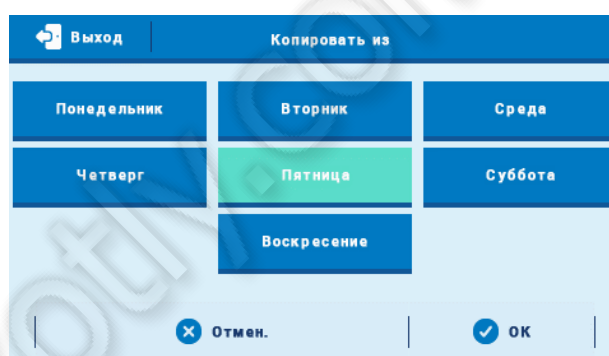 Выход Копировать из
Понедельник Вторник Среда
Четверг Пятница Суббота
Воскресение
Отмен. OK